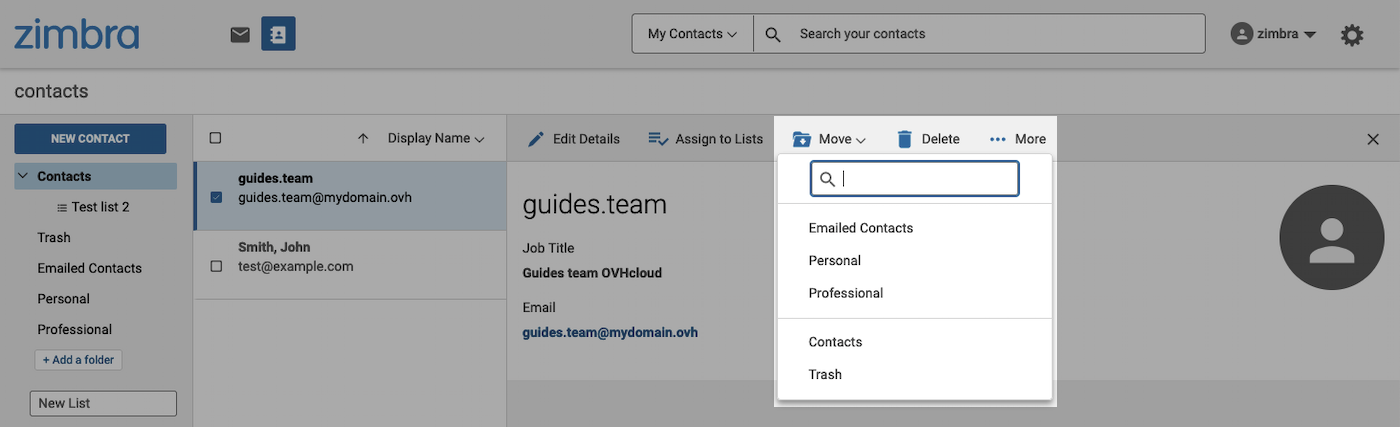 zimbra
My Contacts
Search your contacts
zimbra
contacts
NEW CONTACT
Contacts
Test list 2
Trash
Emailed Contacts
Personal
Professional
+ Add a folder
New List
Display Name
guides.team
guides.team@mydomain.ovh
Smith, John
test@example.com
Edit Details
Assign to Lists
Move
Delete
More
guides.team
Job Title
Guides team OVHcloud
Email
guides.team@mydomain.ovh
Emailed Contacts
Personal
Professional
Contacts
Trash